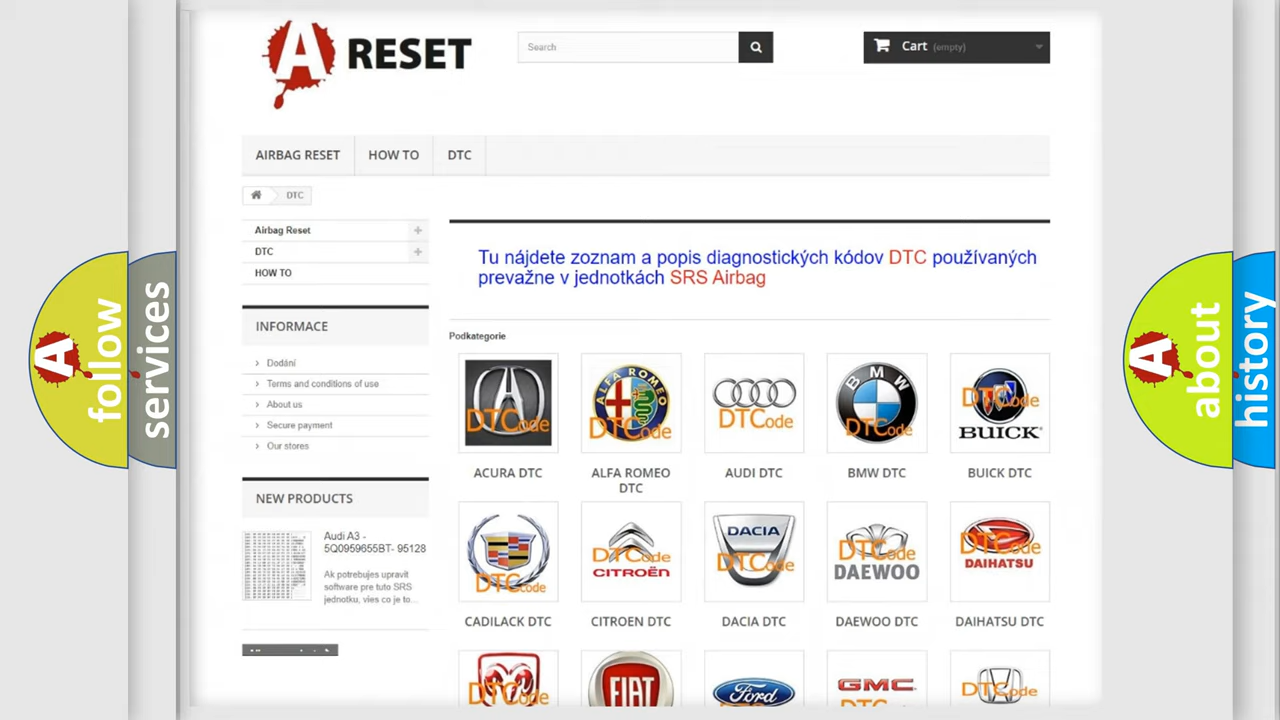 A RESET
Search
Cart (empty)
AIRBAG RESET
HOW TO
DTC
DTC
Airbag Reset
DTC
HOW TO
Tu nájdete zoznam a popis diagnostických kódov DTC používaných
prevažne v jednotkách SRS Airbag
INFORMACE
Dodání
Terms and conditions of use
About us
Secure payment
Our stores
Podkategorie
DTCode
ALFA ROMEO
DTCode
DTCode
BMW
DTCode
DTCode
BUICK
ACURA DTC
ALFA ROMEO
DTC
AUDI DTC
BMW DTC
BUICK DTC
NEW PRODUCTS
Audi A3 -
5Q0959655BT- 95128
Ak potrebujes upravit
software pre tuto SRS
jednotku, vies co je to...
DTCode
DTCode
CITROËN
DACIA
DTCode
DTCode
DAEWOO
DTCode
DAIHATSU
CADILACK DTC
CITROEN DTC
DACIA DTC
DAEWOO DTC
DAIHATSU DTC
DTCode
FIAT
Ford
GMC
DTCode
A follow
services
A about
history